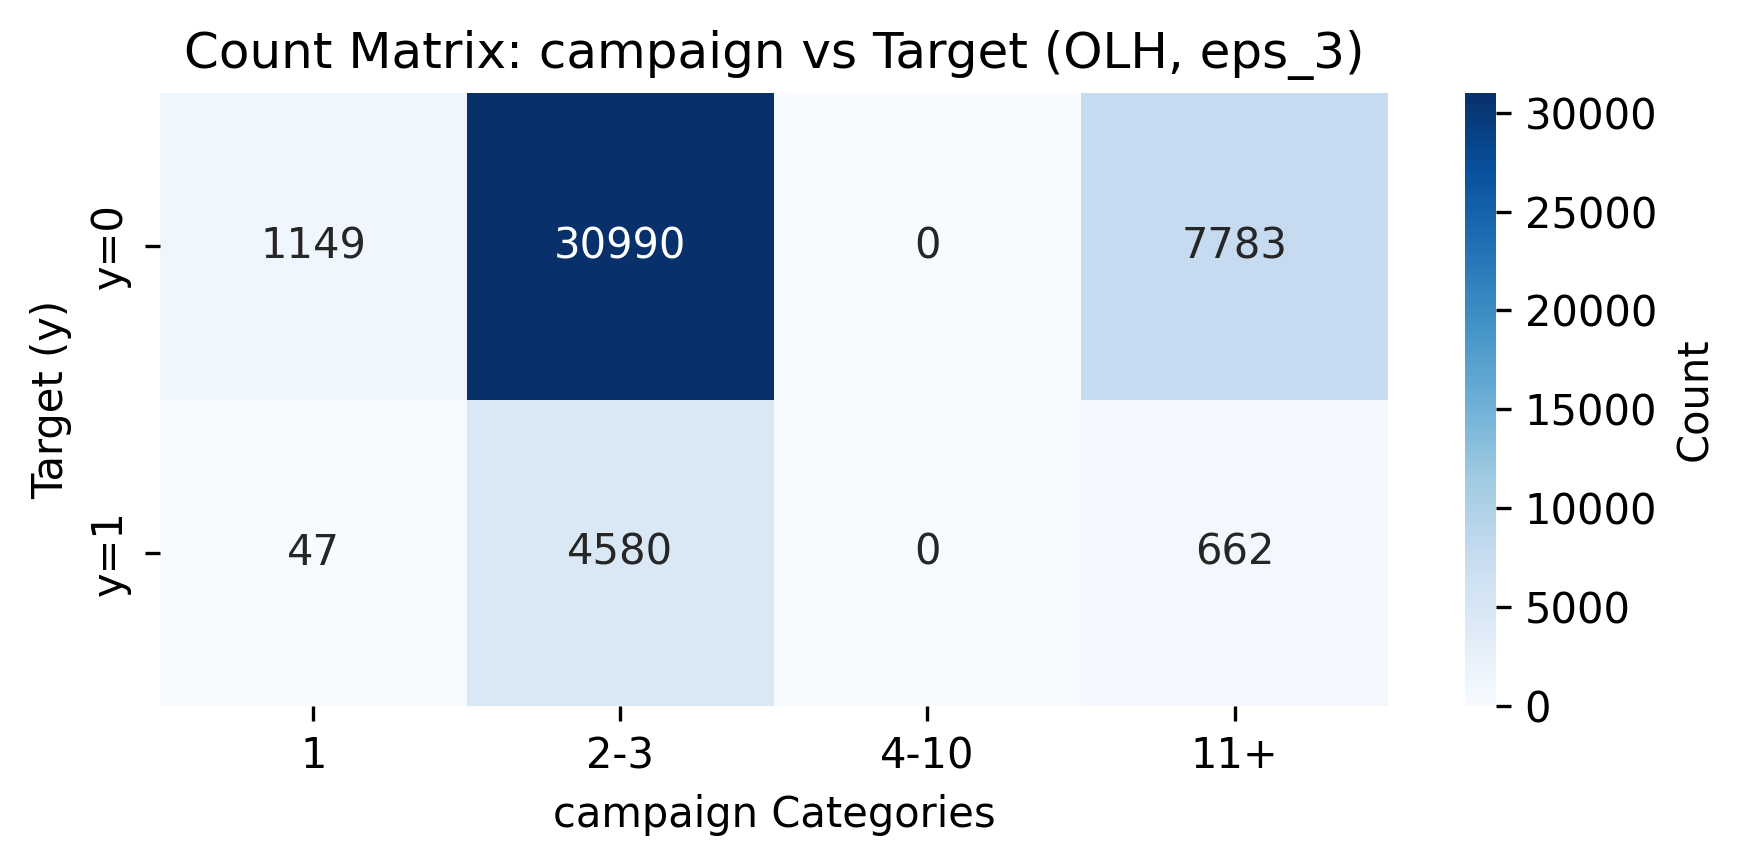 Count Matrix: campaign vs Target (OLH, eps_3)
Target (y)
y=0
1149 30990 0 7783
y=1
47 4580 0 662
1 2-3 4-10 11+
campaign Categories
30000
25000
20000
15000
10000
5000
0
Count